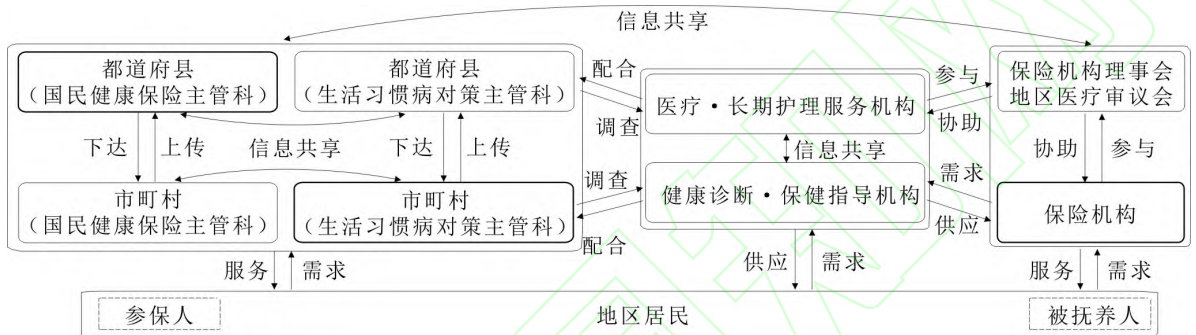 信息共享
都道府县
（国民健康保险主管科）
都道府县
（生活习惯病对策主管科）
下达
上传
信息共享
下达
上传
市町村
（国民健康保险主管科）
市町村
（生活习惯病对策主管科）
配合
调查
调查
配合
医疗·长期护理服务机构
信息共享
健康诊断·保健指导机构
参与
协助
需求
供应
保险机构理事会
地区医疗审议会
协助
参与
保险机构
服务
需求
供应
需求
服务
需求
参保人
地区居民
被抚养人